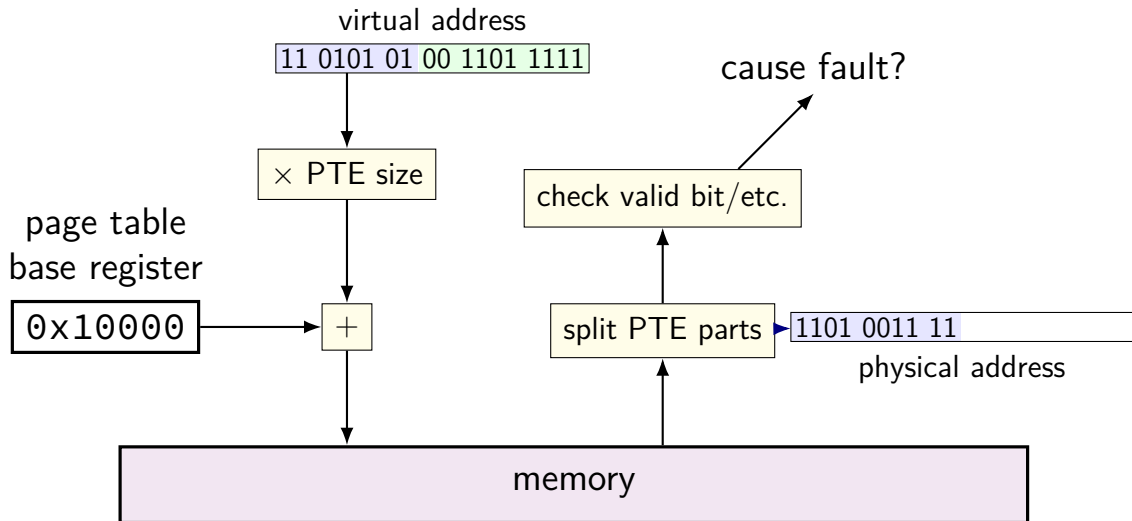 virtual address
11 0101 01 00 1101 1111
cause fault?
× PTE size
check valid bit/etc.
page table
base register
0x10000
+
split PTE parts
1101 0011 11
physical address
memory